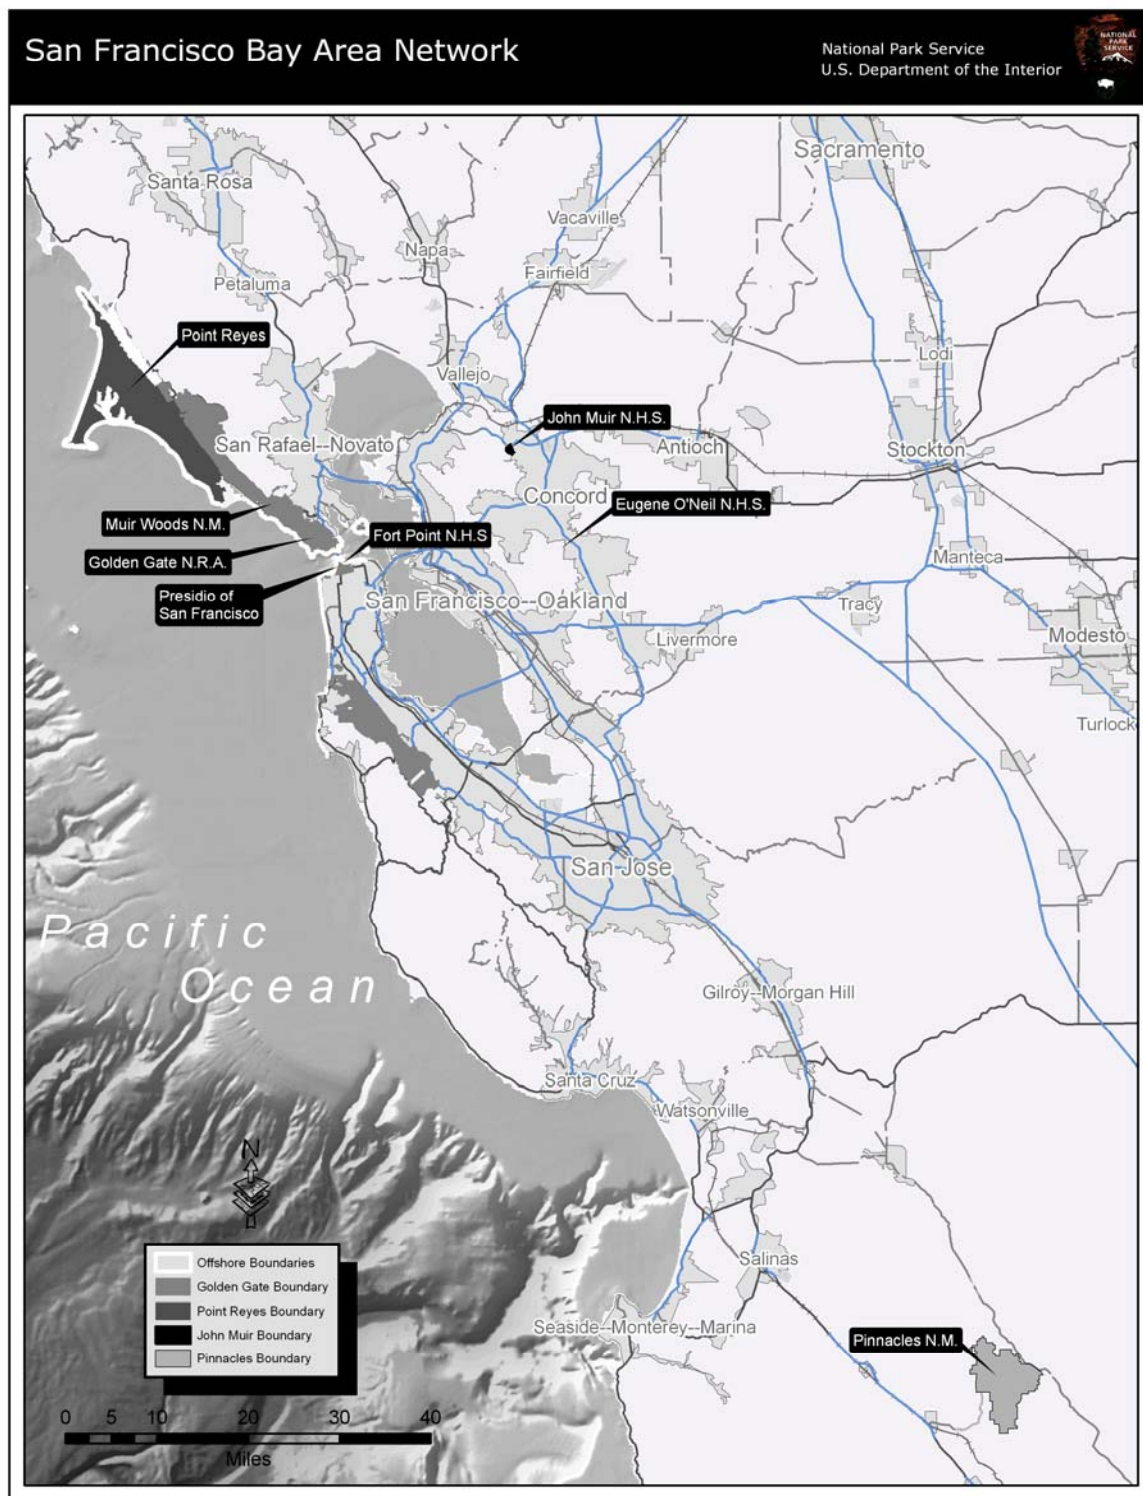 San Francisco Bay Area Network
National Park Service
U.S. Department of the Interior
NATIONAL
PARK
SERVICE
Sacramento
Santa Rosa
Vacaville
Napa
Fairfield
Petaluma
Point Reyes
Lodi
Vallejo
John Muir N.H.S.
San Rafael--Novato
Antioch
Stockton
Concord
Eugene O'Neil N.H.S.
Muir Woods N.M.
Fort Point N.H.S
Golden Gate N.R.A.
Manteca
Presidio of
San Francisco
San Francisco--Oakland
Tracy
Livermore
Modesto
Turlock
San Jose
Pacific
Ocean
Gilroy--Morgan Hill
Santa Cruz
Watsonville
N
Salinas
Offshore Boundaries
Golden Gate Boundary
Point Reyes Boundary
John Muir Boundary
Pinnacles Boundary
Seaside--Monterey--Marina
Pinnacles N.M.
0 5 10 20 30 40
Miles